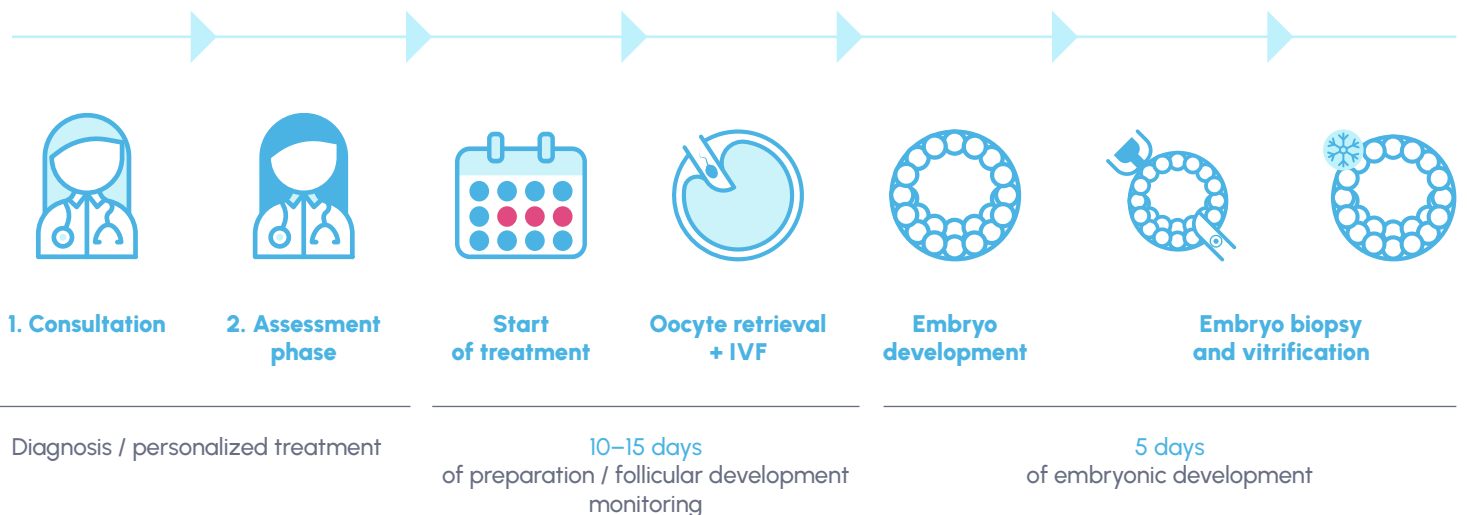 1. Consultation
2. Assessment
phase
Start
of treatment
Oocyte retrieval
+ IVF
Embryo
development
Embryo biopsy
and vitrification
Diagnosis / personalized treatment
10–15 days
of preparation / follicular development
monitoring
5 days
of embryonic development